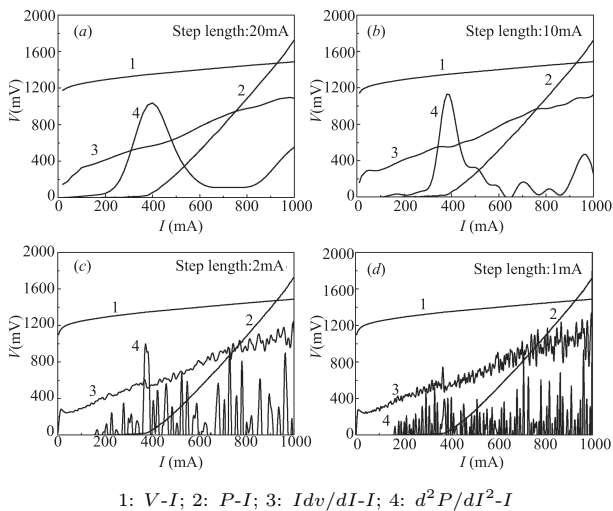 (a) Step length:20mA
2000
1600
1200
800
400
0
V(mV)
1
2
3
4
0 200 400 600 800 1000
I (mA)
(b) Step length:10mA
2000
1600
1200
800
400
0
V(mV)
1
2
3
4
0 200 400 600 800 1000
I (mA)
(c) Step length:2mA
2000
1600
1200
800
400
0
V(mV)
1
2
3
4
0 200 400 600 800 1000
I (mA)
(d) Step length:1mA
2000
1600
1200
800
400
0
V(mV)
1
2
3
4
0 200 400 600 800 1000
I (mA)
1: V-I; 2: P-I; 3: Idv/dI-I; 4: d²P/dI²-I